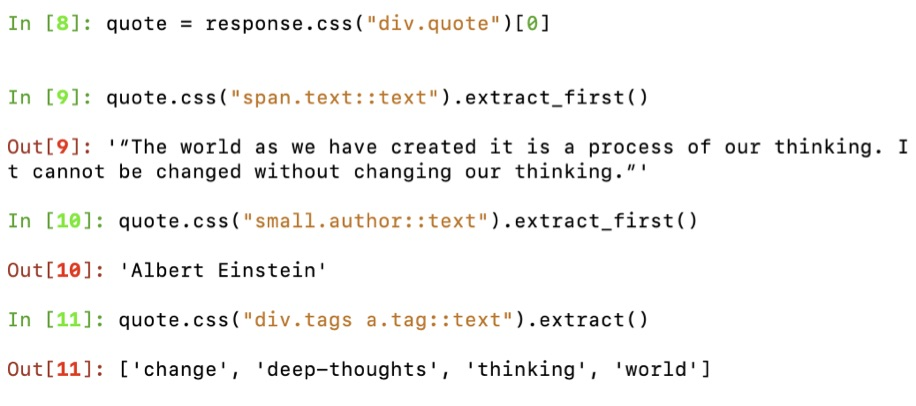 In [8]: quote = response.css("div.quote")[0]
In [9]: quote.css("span.text::text").extract_first()
Out[9]: '“The world as we have created it is a process of our thinking. I
t cannot be changed without changing our thinking.”'
In [10]: quote.css("small.author::text").extract_first()
Out[10]: 'Albert Einstein'
In [11]: quote.css("div.tags a.tag::text").extract()
Out[11]: ['change', 'deep-thoughts', 'thinking', 'world']